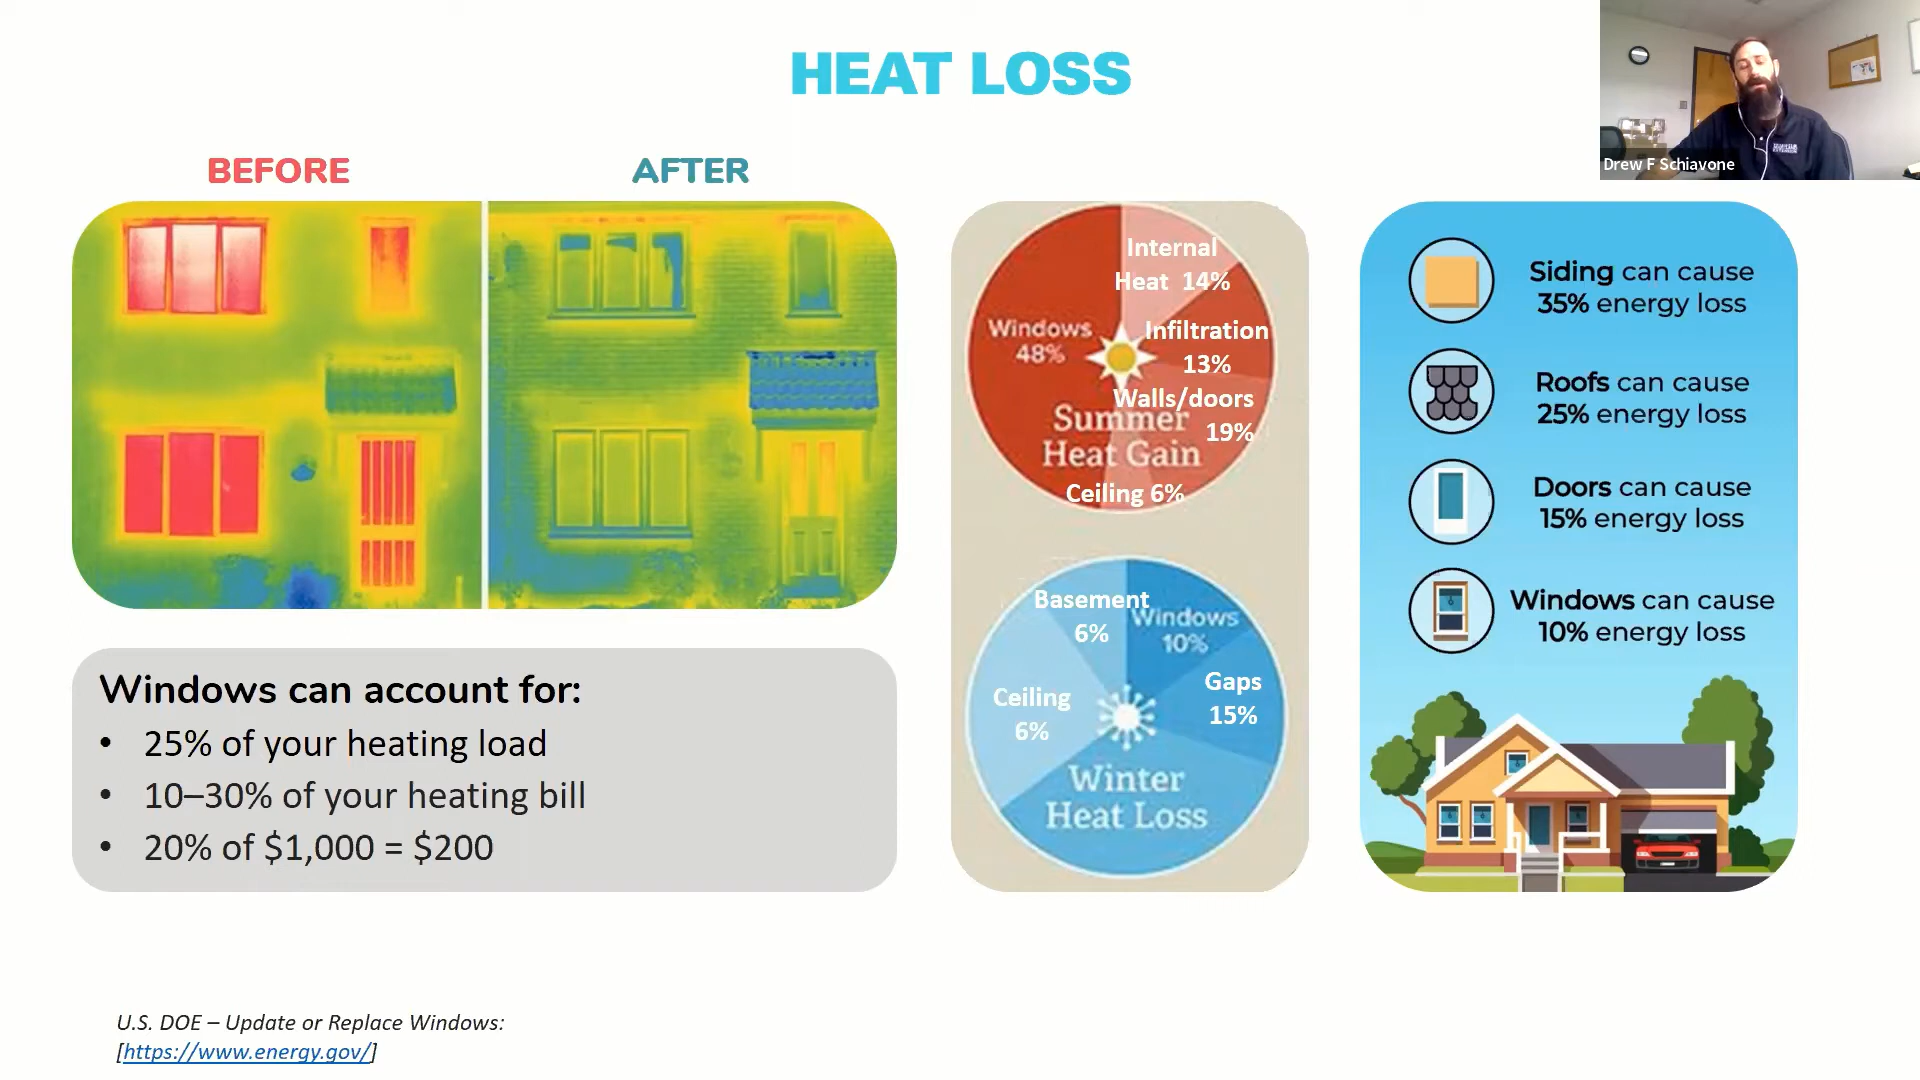 HEAT LOSS
Drew F Schiavone
BEFORE
AFTER
Windows can account for:
• 25% of your heating load
• 10–30% of your heating bill
• 20% of $1,000 = $200
Internal
Heat 14%
Windows
48%
Infiltration
13%
Walls/doors
19%
Summer
Heat Gain
Ceiling 6%
Basement
6%
Windows
10%
Gaps
15%
Ceiling
6%
Winter
Heat Loss
Siding can cause
35% energy loss
Roofs can cause
25% energy loss
Doors can cause
15% energy loss
Windows can cause
10% energy loss
U.S. DOE – Update or Replace Windows:
[https://www.energy.gov/]